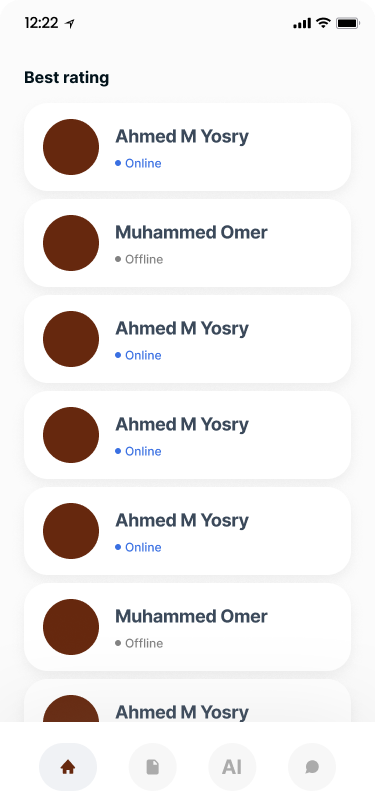 12:22
Best rating
Ahmed M Yosry
Online
Muhammed Omer
Offline
Ahmed M Yosry
Online
Ahmed M Yosry
Online
Ahmed M Yosry
Online
Muhammed Omer
Offline
Ahmed M Yosry
AI